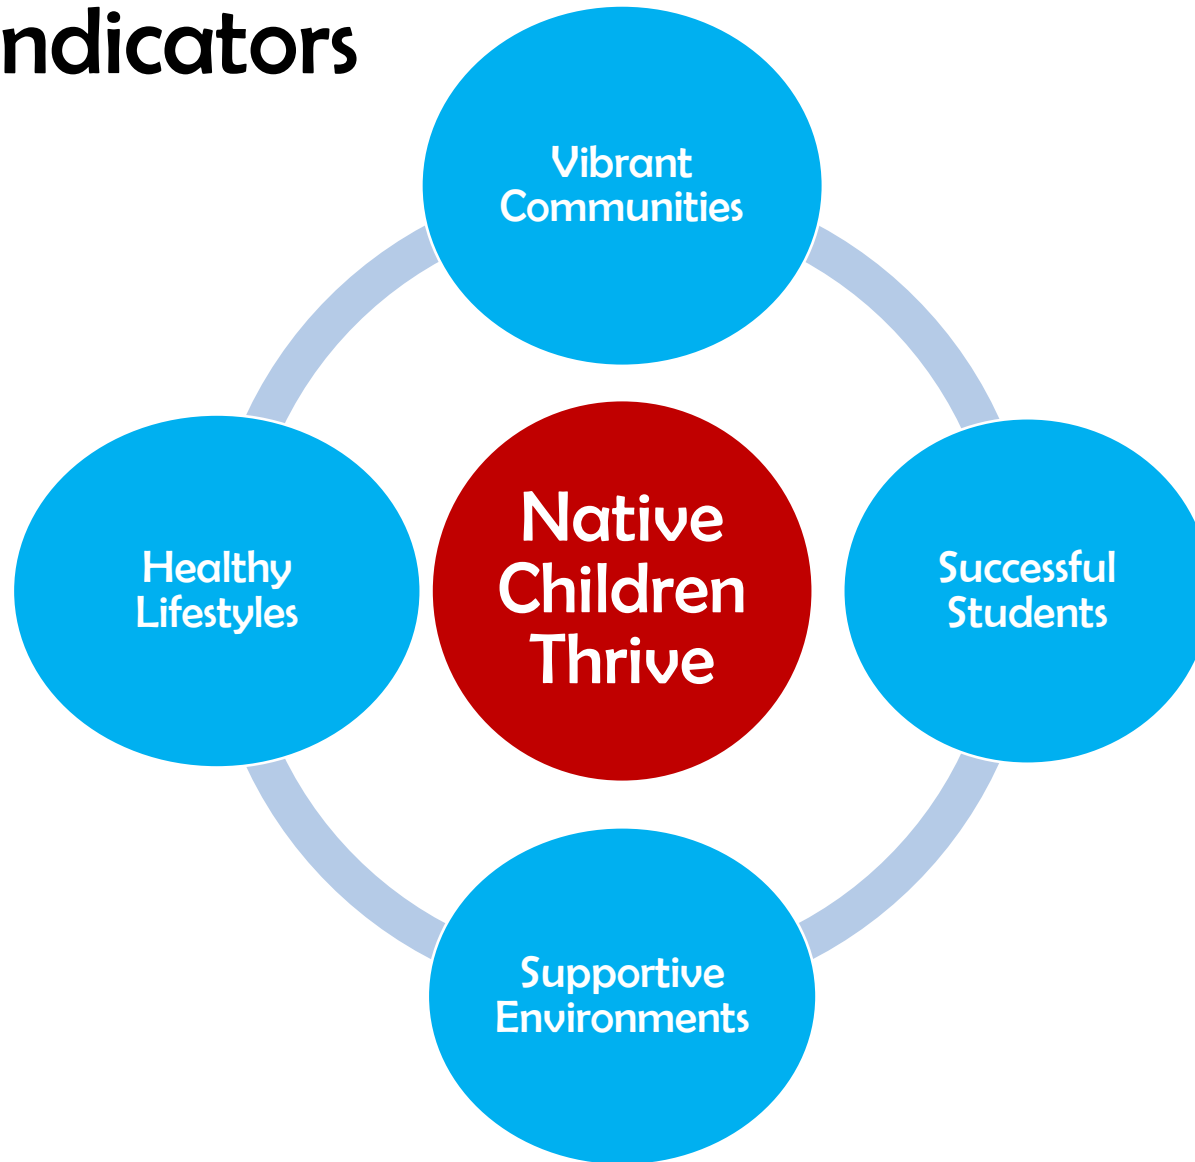 ndicators
Vibrant
Communities
Native
Children
Thrive
Healthy
Lifestyles
Successful
Students
Supportive
Environments